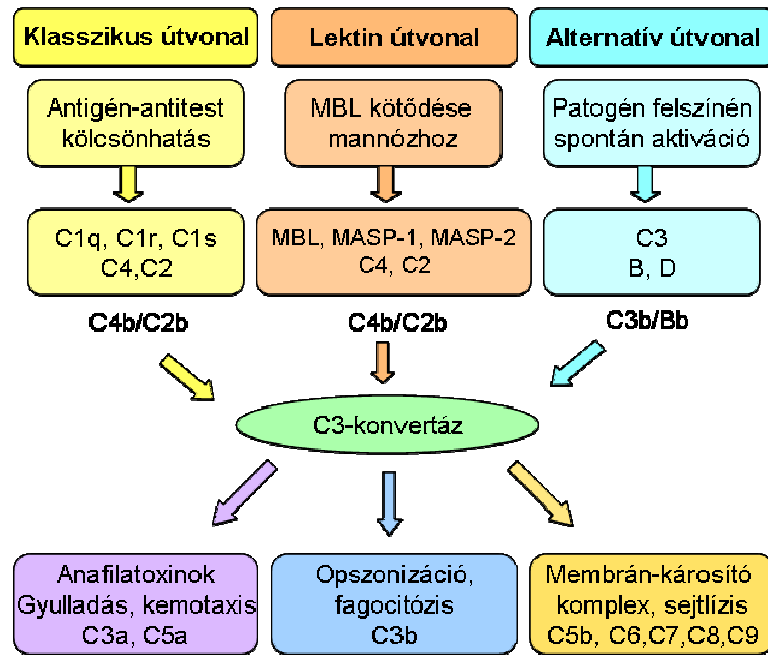 Klasszikus útvonal
Lektin útvonal
Alternatív útvonal
Antigén-antitest
kölcsönhatás
MBL kötődése
mannózhoz
Patogén felszínén
spontán aktiváció
C1q, C1r, C1s
C4,C2
MBL, MASP-1, MASP-2
C4, C2
C3
B, D
C4b/C2b
C4b/C2b
C3b/Bb
C3-konvertáz
Anafilatoxinok
Gyulladás, kemotaxis
C3a, C5a
Opszonizáció,
fagocitózis
C3b
Membrán-károsító
komplex, sejtlízis
C5b, C6,C7,C8,C9